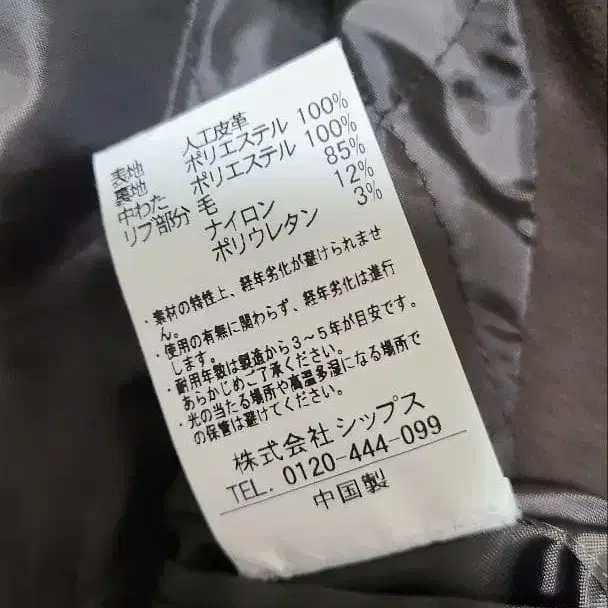 表地 人工皮革
裏地 ポリエステル 100%
中わた ポリエステル 100%
リブ部分 毛 85%
ナイロン 12%
ポリウレタン 3%
・素材の特性上、経年劣化が避けられませ
ん。
・使用の有無に関わらず、経年劣化は進行
します。
・耐用年数は製造から3~5年が目安です。
あらかじめご了承ください。
・光の当たる場所や高温多湿になる場所で
の保管は避けてください。
株式会社 シップス
TEL. 0120-444-099
中国製